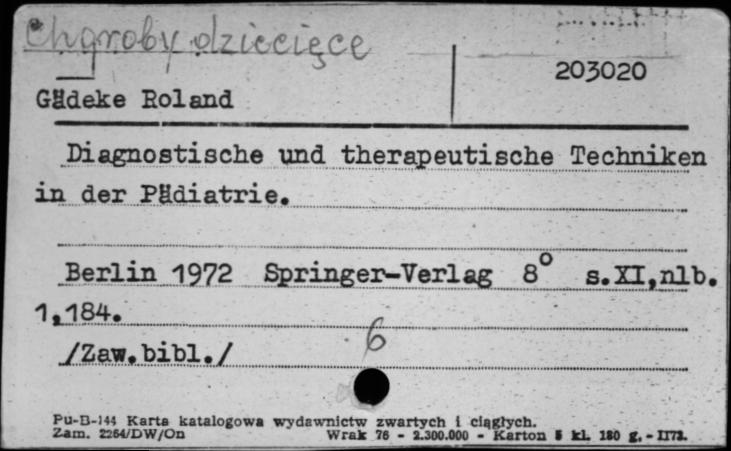 Chgroby dziecięce
203020
Gädeke Roland
Diagnostische und therapeutische Techniken
in der Pädiatrie.
Berlin 1972 Springer-Verlag 8° s.XI,nlb.
1,184.
/Zaw.bibl./
6
Pu-B-144 Karta katalogowa wydawnictw zwartych i ciągłych.
Zam. 2264/DW/On Wrak 76 - 2.300.000 - Karton 5 kl. 180 g. - II73.